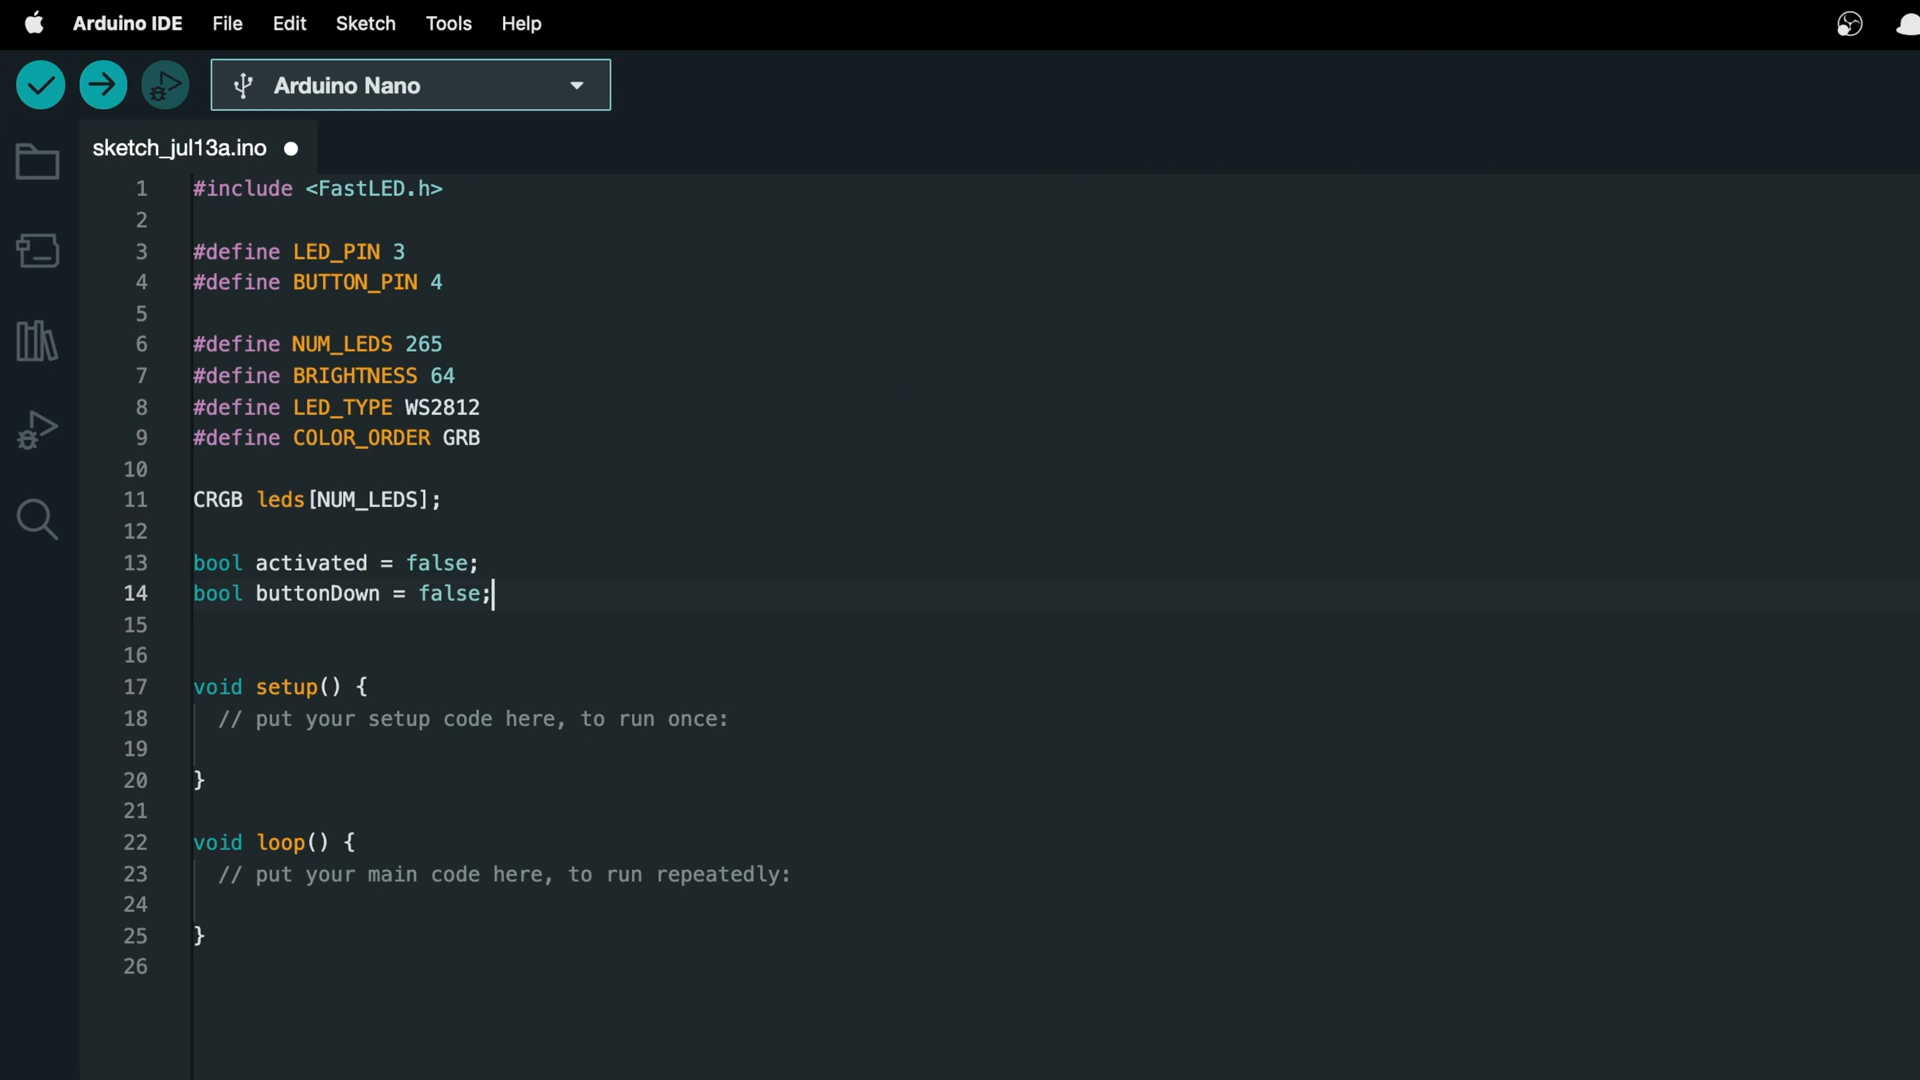 Arduino IDE File Edit Sketch Tools Help
Arduino Nano
sketch_jul13a.ino
1 #include <FastLED.h>
2
3 #define LED_PIN 3
4 #define BUTTON_PIN 4
5
6 #define NUM_LEDS 265
7 #define BRIGHTNESS 64
8 #define LED_TYPE WS2812
9 #define COLOR_ORDER GRB
10
11 CRGB leds[NUM_LEDS];
12
13 bool activated = false;
14 bool buttonDown = false;
15
16
17 void setup() {
18 // put your setup code here, to run once:
19
20 }
21
22 void loop() {
23 // put your main code here, to run repeatedly:
24
25 }
26